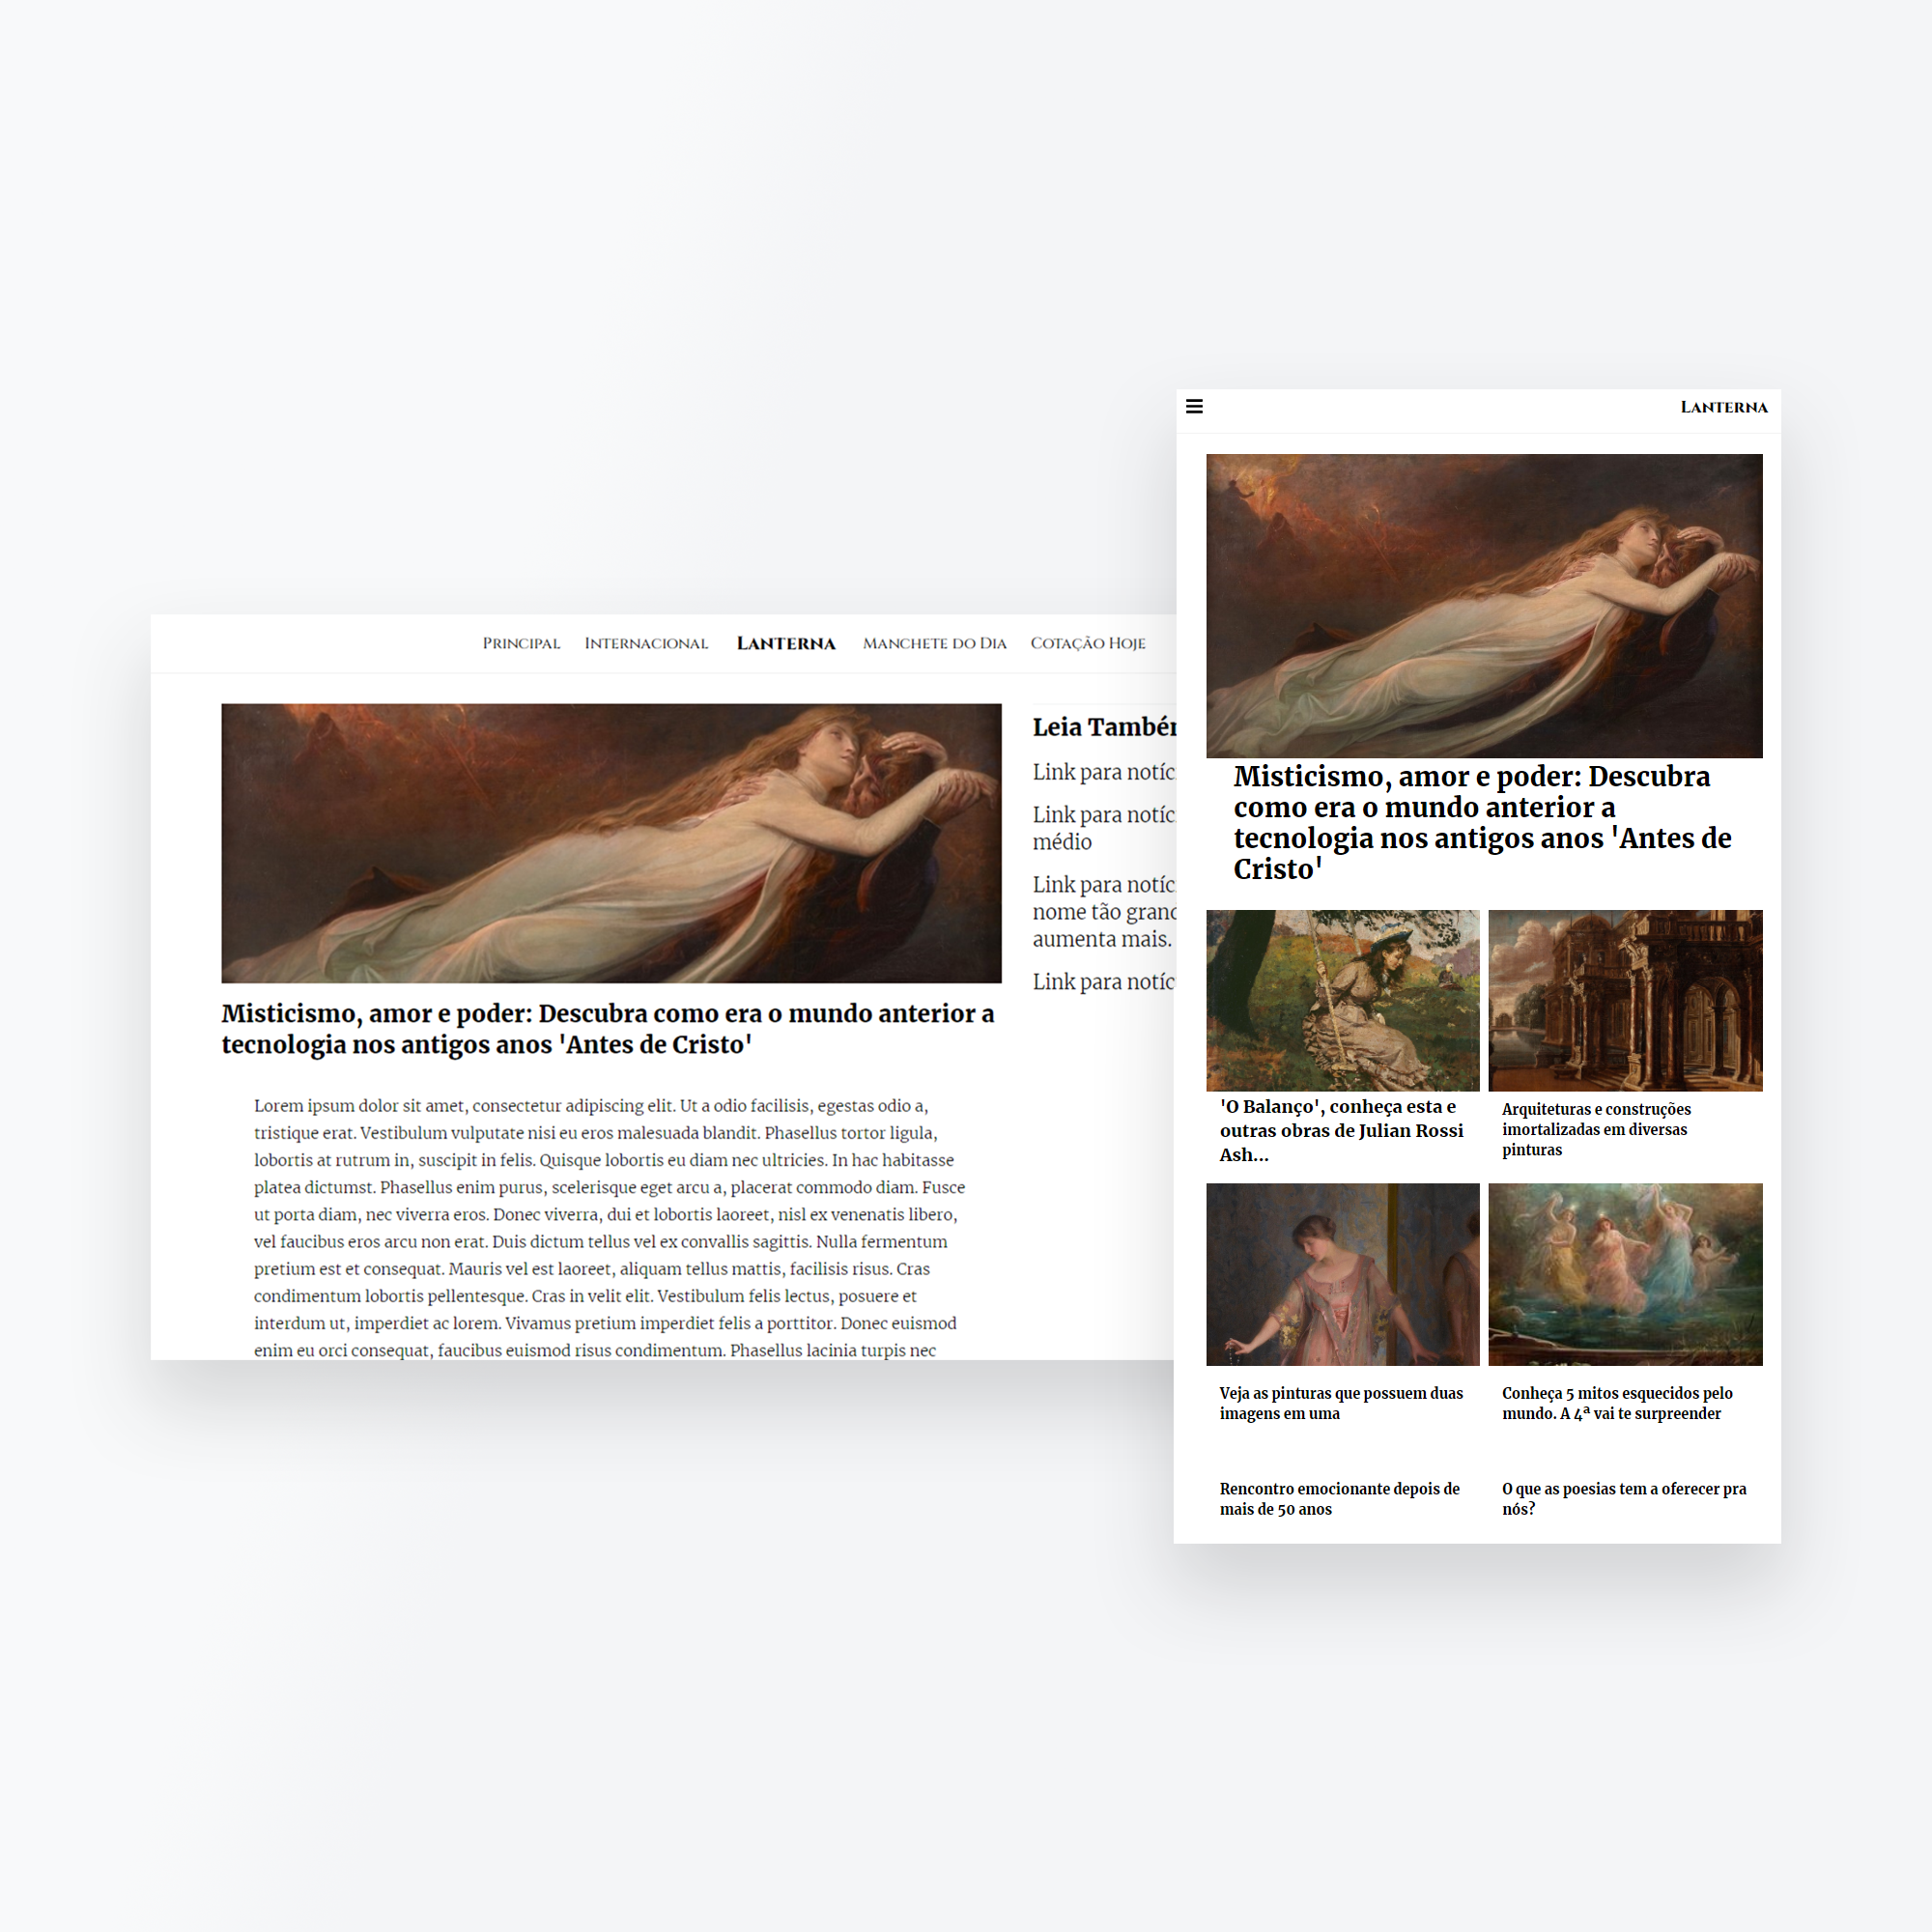 Principal Internacional Lanterna Manchete do Dia Cotação Hoje
Misticismo, amor e poder: Descubra como era o mundo anterior a
tecnologia nos antigos anos 'Antes de Cristo'
Lorem ipsum dolor sit amet, consectetur adipiscing elit. Ut a odio facilisis, egestas odio a,
tristique erat. Vestibulum vulputate nisi eu eros malesuada blandit. Phasellus tortor ligula,
lobortis at rutrum in, suscipit in felis. Quisque lobortis eu diam nec ultricies. In hac habitasse
platea dictumst. Phasellus enim purus, scelerisque eget arcu a, placerat commodo diam. Fusce
ut porta diam, nec viverra eros. Donec viverra, dui et lobortis laoreet, nisl ex venenatis libero,
vel faucibus eros arcu non erat. Duis dictum tellus vel ex convallis sagittis. Nulla fermentum
pretium est et consequat. Mauris vel est laoreet, aliquam tellus mattis, facilisis risus. Cras
condimentum lobortis pellentesque. Cras in velit elit. Vestibulum felis lectus, posuere et
interdum ut, imperdiet ac lorem. Vivamus pretium imperdiet felis a porttitor. Donec euismod
enim eu orci consequat, faucibus euismod risus condimentum. Phasellus lacinia turpis nec
Leia
Link para
Link para
médio
Link para
nome tão
aumenta mais.
Link para
Lanterna
Misticismo, amor e poder: Descubra
como era o mundo anterior a
tecnologia nos antigos anos 'Antes de
Cristo'
'O Balanço', conheça esta e
outras obras de Julian Rossi
Ash...
Arquiteturas e construções
imortalizadas em diversas
pinturas
Veja as pinturas que possuem duas
imagens em uma
Conheça 5 mitos esquecidos pelo
mundo. A 4ª vai te surpreender
Rencontro emocionante depois de
mais de 50 anos
O que as poesias tem a oferecer pra
nós?